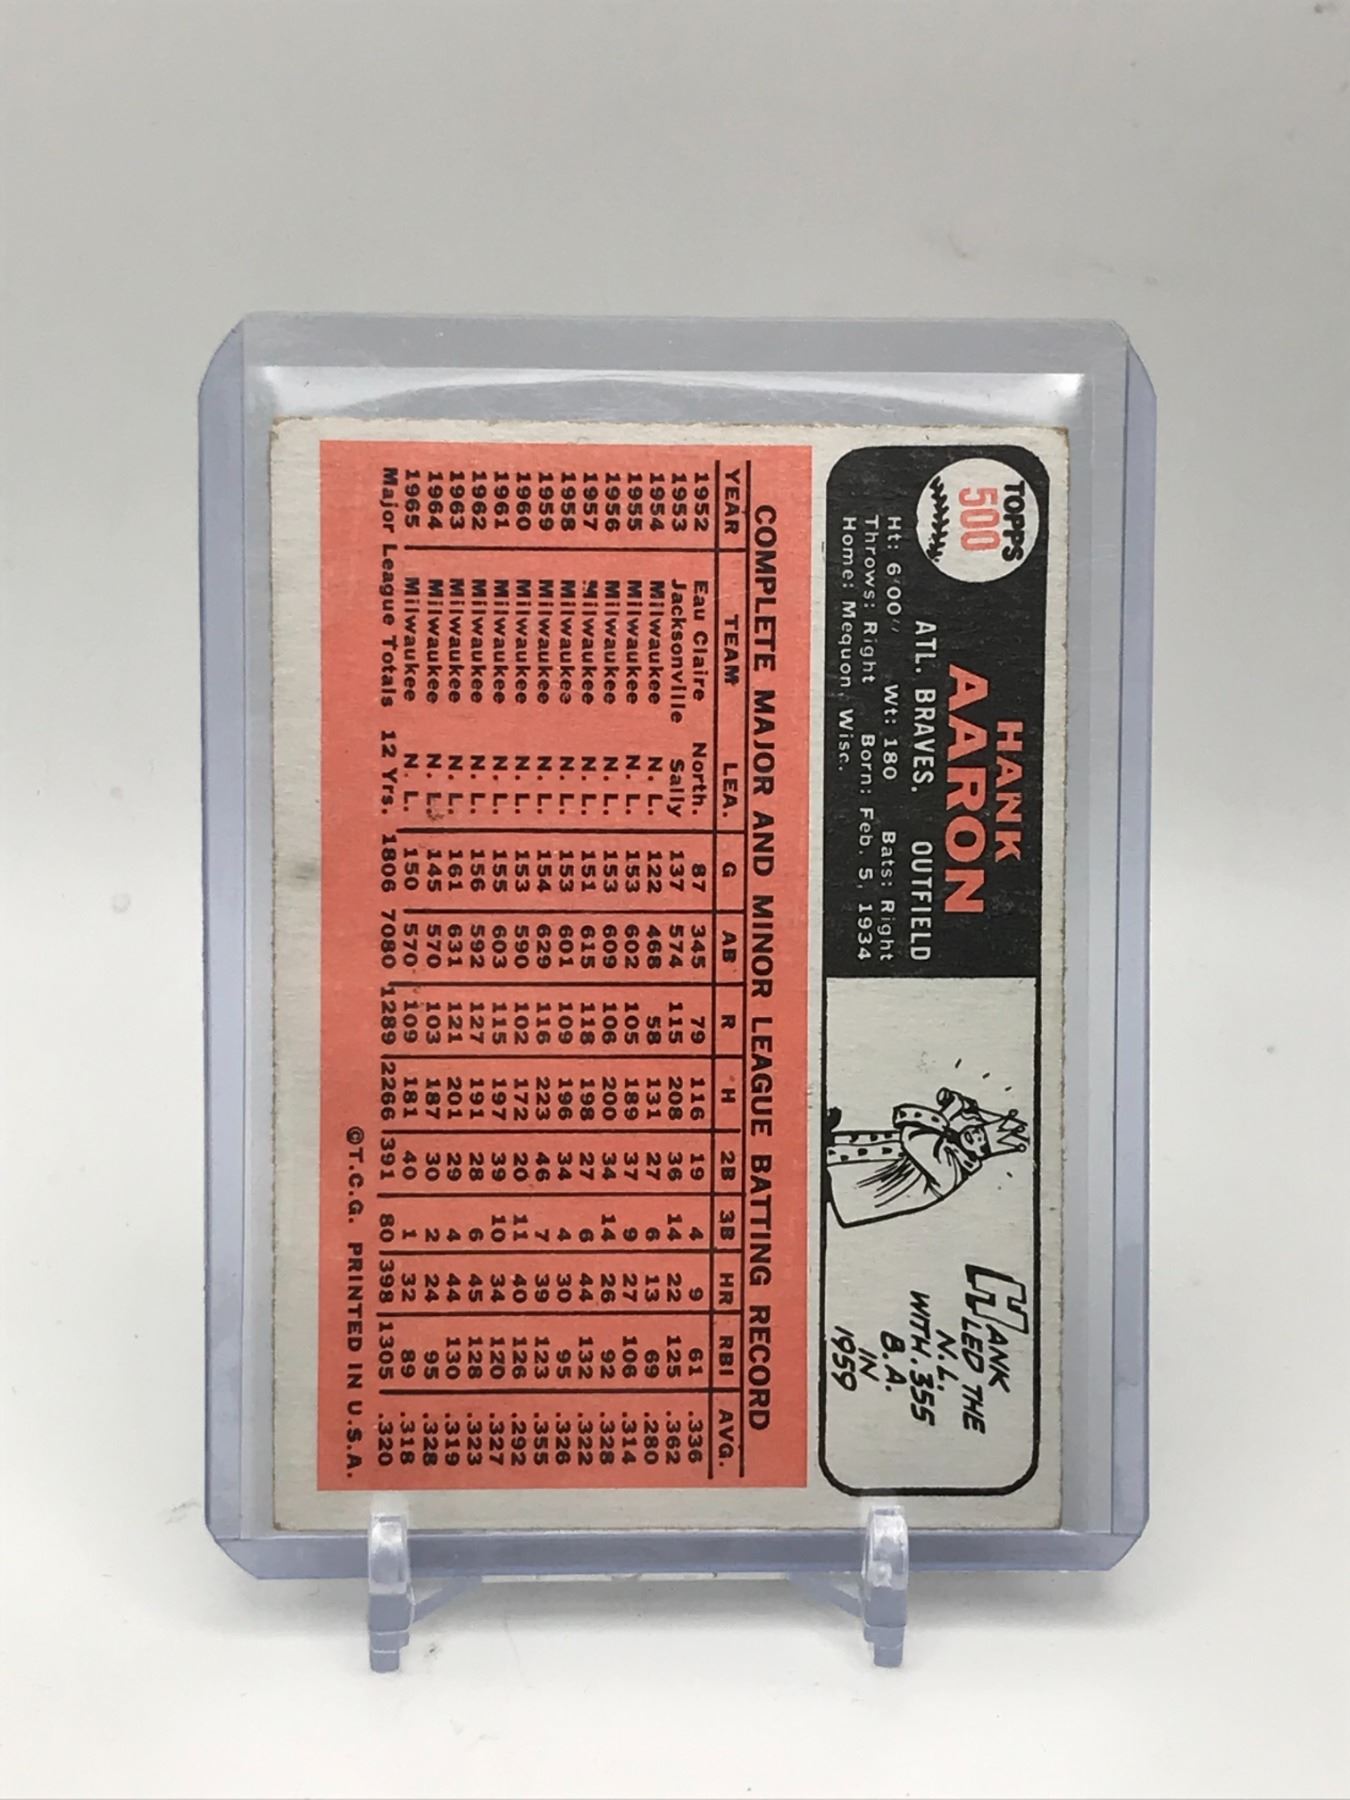 TOPPS
500
HANK
AARON
ATL. BRAVES. OUTFIELD
Ht: 6'00" Wt: 180 Bats: Right
Throws: Right Born: Feb. 5, 1934
Home: Mequon, Wisc.
HANK
LED THE
N.L.
WITH .355
B.A.
IN
1959
COMPLETE MAJOR AND MINOR LEAGUE BATTING RECORD
YEAR TEAM LEA. G AB R H 2B 3B HR RBI AVG.
1952 Eau Claire North. 87 345 79 116 19 4 9 61 .336
1953 Jacksonville Sally 137 574 115 208 36 14 22 125 .362
1954 Milwaukee N. L. 122 468 58 131 27 6 13 69 .280
1955 Milwaukee N. L. 153 602 105 189 37 9 27 106 .314
1956 Milwaukee N. L. 153 609 106 200 34 14 26 92 .328
1957 Milwaukee N. L. 151 615 118 198 27 6 44 132 .322
1958 Milwaukee N. L. 153 601 109 196 34 4 30 95 .326
1959 Milwaukee N. L. 154 629 116 223 46 7 39 123 .355
1960 Milwaukee N. L. 153 590 102 172 20 11 40 126 .292
1961 Milwaukee N. L. 155 603 115 197 39 10 34 120 .327
1962 Milwaukee N. L. 156 592 127 191 28 6 45 128 .323
1963 Milwaukee N. L. 161 631 121 201 29 4 44 130 .319
1964 Milwaukee N. L. 145 570 103 187 30 2 24 95 .328
1965 Milwaukee N. L. 150 570 109 181 40 1 32 89 .318
Major League Totals 12 Yrs. 1806 7080 1289 2266 391 80 398 1305 .320
©T.C.G. PRINTED IN U.S.A.